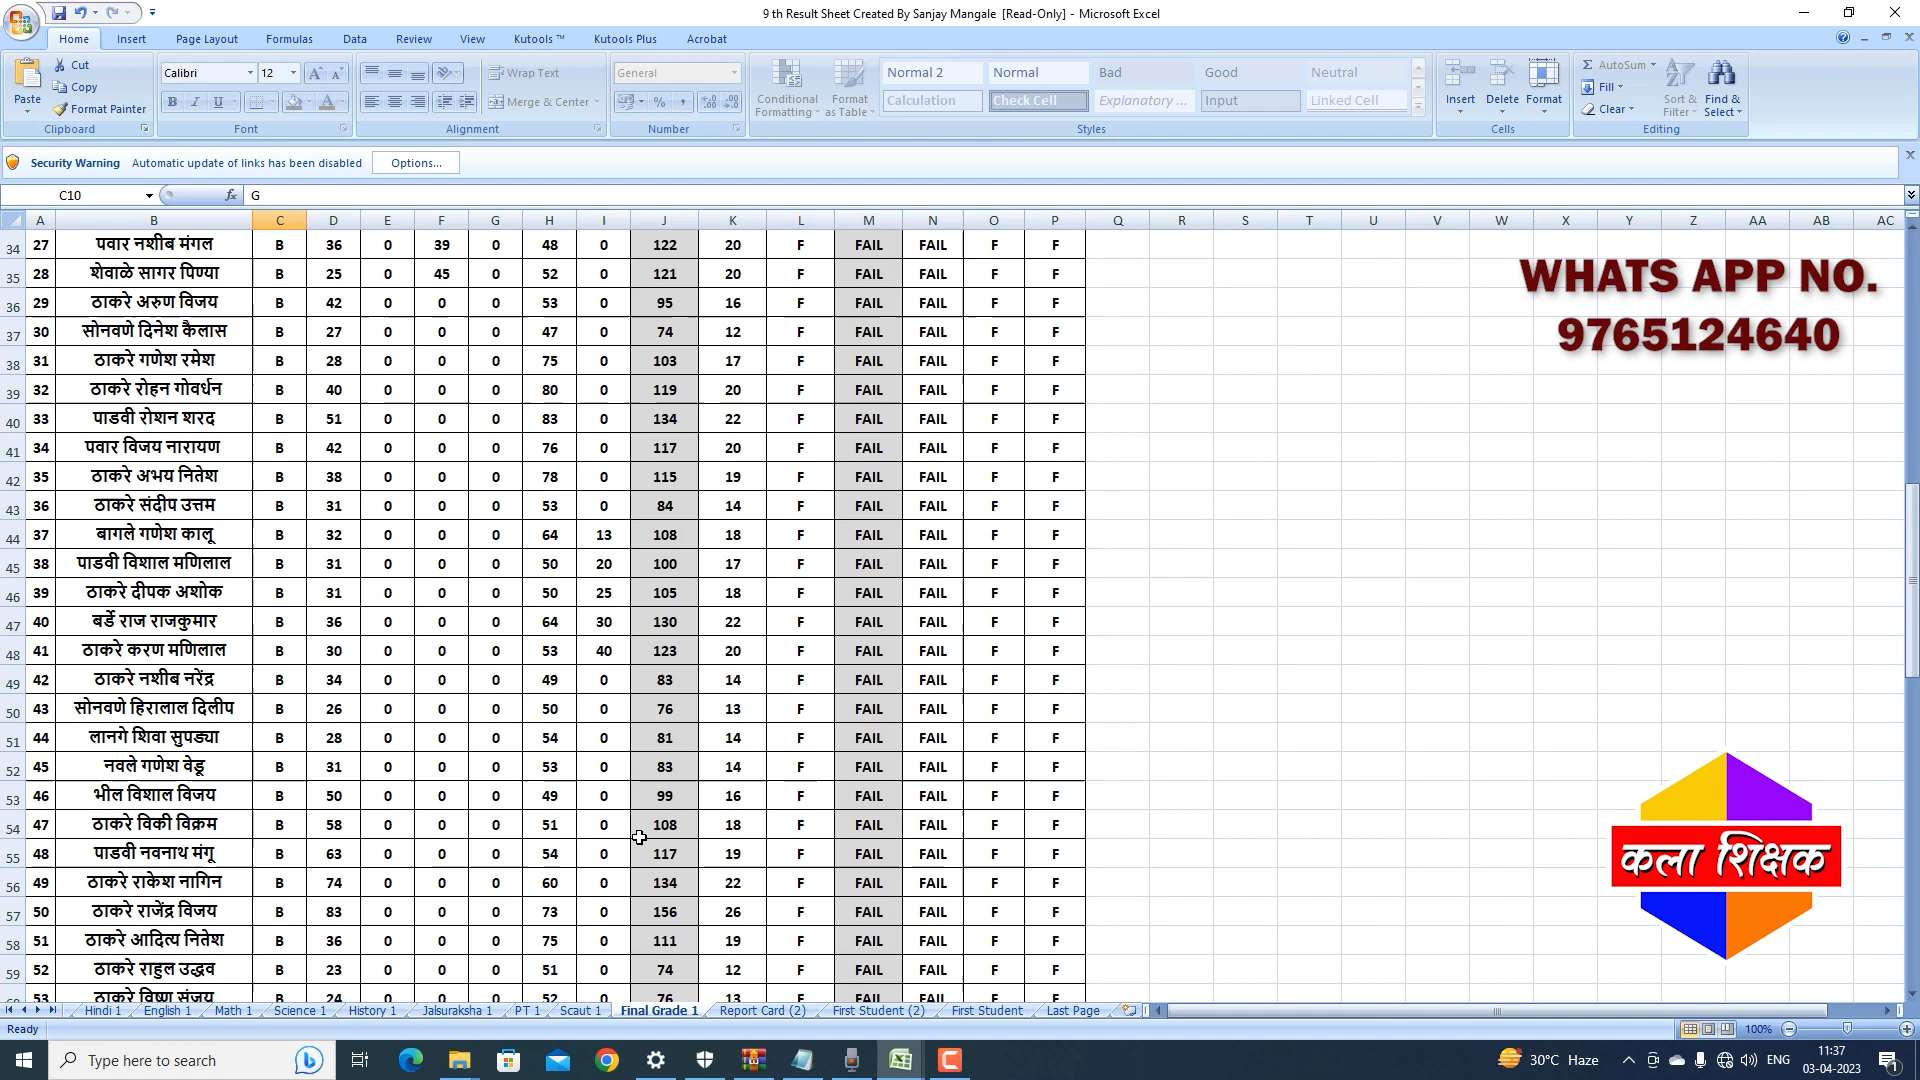 9 th Result Sheet Created By Sanjay Mangale [Read-Only] - Microsoft Excel
Home Insert Page Layout Formulas Data Review View Kutools ™ Kutools Plus Acrobat
Paste
Cut
Copy
Format Painter
Clipboard
Calibri 12
B I U
Font
Wrap Text
Merge & Center
Alignment
General
Number
Conditional Formatting
Format as Table
Normal 2 Normal Bad Good Neutral
Calculation Check Cell Explanatory ... Input Linked Cell
Styles
Insert Delete Format
Cells
AutoSum
Fill
Clear
Sort & Filter
Find & Select
Editing
Security Warning Automatic update of links has been disabled Options...
C10 fx G
A B C D E F G H I J K L M N O P Q R S T U V W X Y Z AA AB AC
34 27 पवार नशीब मंगल B 36 0 39 0 48 0 122 20 F FAIL FAIL F F
35 28 शेवाळे सागर पिण्या B 25 0 45 0 52 0 121 20 F FAIL FAIL F F
36 29 ठाकरे अरुण विजय B 42 0 0 0 53 0 95 16 F FAIL FAIL F F
37 30 सोनवणे दिनेश कैलास B 27 0 0 0 47 0 74 12 F FAIL FAIL F F
38 31 ठाकरे गणेश रमेश B 28 0 0 0 75 0 103 17 F FAIL FAIL F F
39 32 ठाकरे रोहन गोवर्धन B 40 0 0 0 80 0 119 20 F FAIL FAIL F F
40 33 पाडवी रोशन शरद B 51 0 0 0 83 0 134 22 F FAIL FAIL F F
41 34 पवार विजय नारायण B 42 0 0 0 76 0 117 20 F FAIL FAIL F F
42 35 ठाकरे अभय नितेश B 38 0 0 0 78 0 115 19 F FAIL FAIL F F
43 36 ठाकरे संदीप उत्तम B 31 0 0 0 53 0 84 14 F FAIL FAIL F F
44 37 बागले गणेश कालू B 32 0 0 0 64 13 108 18 F FAIL FAIL F F
45 38 पाडवी विशाल मणिलाल B 31 0 0 0 50 20 100 17 F FAIL FAIL F F
46 39 ठाकरे दीपक अशोक B 31 0 0 0 50 25 105 18 F FAIL FAIL F F
47 40 बर्डे राज राजकुमार B 36 0 0 0 64 30 130 22 F FAIL FAIL F F
48 41 ठाकरे करण मणिलाल B 30 0 0 0 53 40 123 20 F FAIL FAIL F F
49 42 ठाकरे नशीब नरेंद्र B 34 0 0 0 49 0 83 14 F FAIL FAIL F F
50 43 सोनवणे हिरालाल दिलीप B 26 0 0 0 50 0 76 13 F FAIL FAIL F F
51 44 लानगे शिवा सुपड्या B 28 0 0 0 54 0 81 14 F FAIL FAIL F F
52 45 नवले गणेश वेडू B 31 0 0 0 53 0 83 14 F FAIL FAIL F F
53 46 भील विशाल विजय B 50 0 0 0 49 0 99 16 F FAIL FAIL F F
54 47 ठाकरे विकी विक्रम B 58 0 0 0 51 0 108 18 F FAIL FAIL F F
55 48 पाडवी नवनाथ मंगू B 63 0 0 0 54 0 117 19 F FAIL FAIL F F
56 49 ठाकरे राकेश नागिन B 74 0 0 0 60 0 134 22 F FAIL FAIL F F
57 50 ठाकरे राजेंद्र विजय B 83 0 0 0 73 0 156 26 F FAIL FAIL F F
58 51 ठाकरे आदित्य नितेश B 36 0 0 0 75 0 111 19 F FAIL FAIL F F
59 52 ठाकरे राहुल उद्धव B 23 0 0 0 51 0 74 12 F FAIL FAIL F F
53 ठाकरे विष्णु संजय B 24 0 0 0 52 0 76 13 F FAIL FAIL F F
WHATS APP NO.
9765124640
कला शिक्षक
Hindi 1 English 1 Math 1 Science 1 History 1 Jalsuraksha 1 PT 1 Scaut 1 Final Grade 1 Report Card (2) First Student (2) First Student Last Page
Ready 100%
Type here to search
30°C Haze ENG 11:37
03-04-2023
1